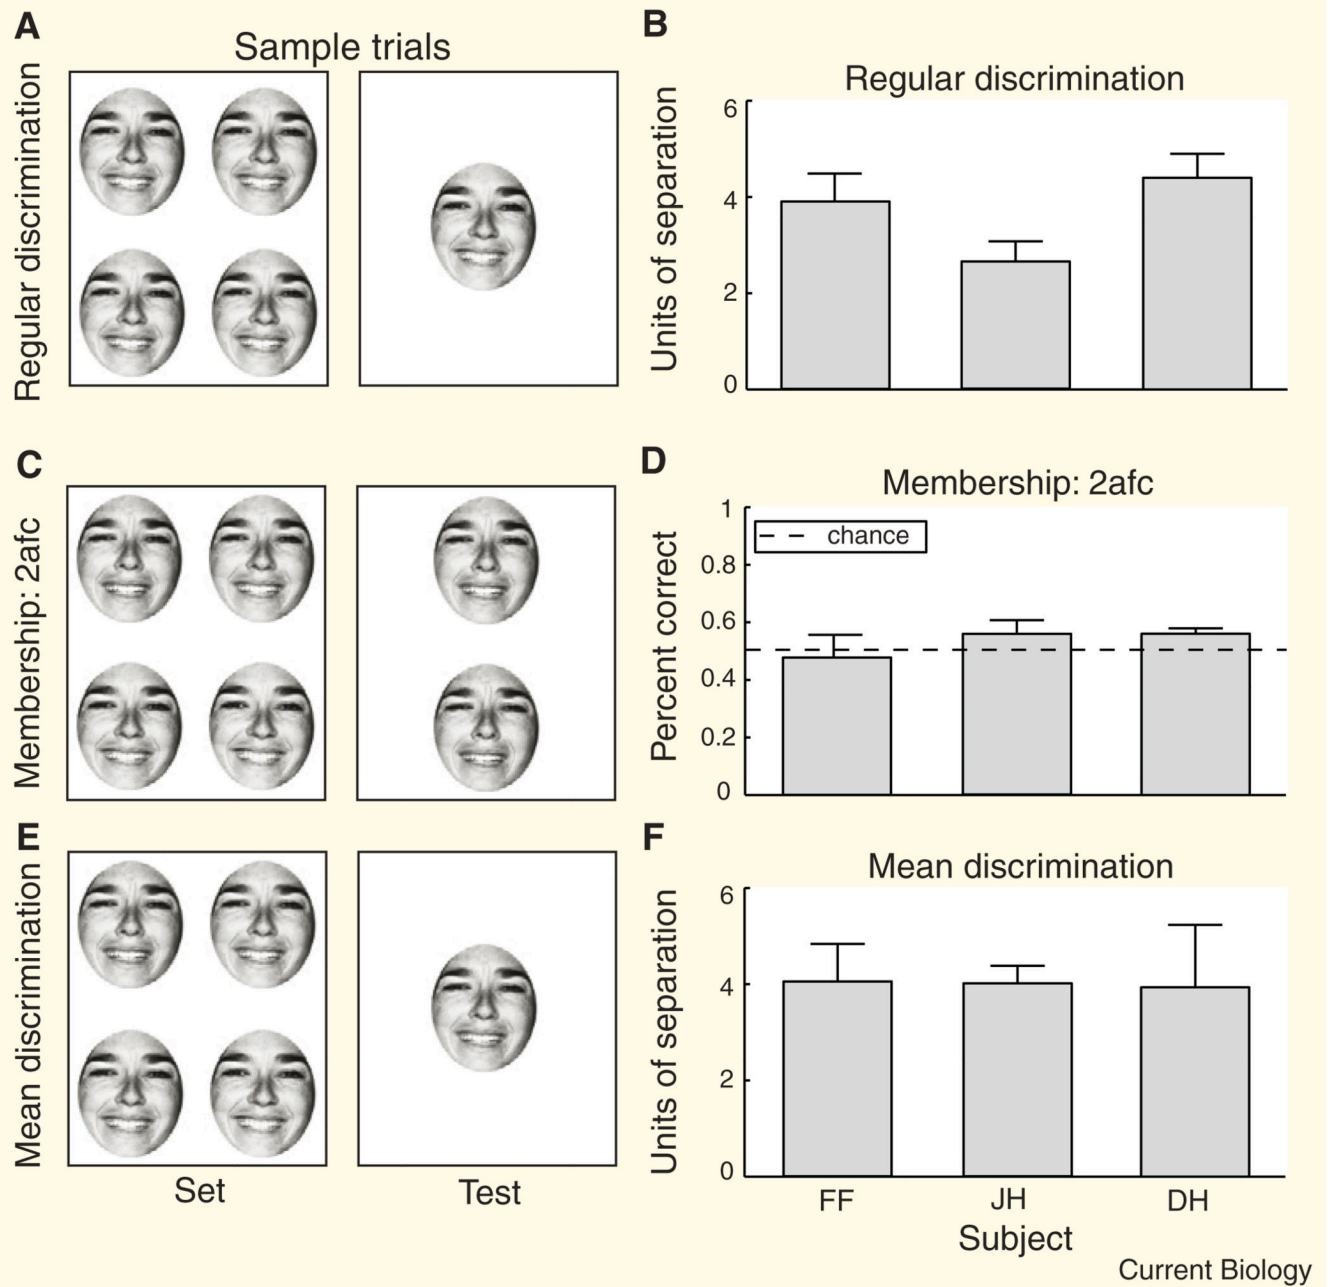 A
Sample trials
Regular discrimination
B
Regular discrimination
Units of separation
6
4
2
0
C
Membership: 2afc
D
Membership: 2afc
Percent correct
1
0.8
0.6
0.4
0.2
0
chance
E
Mean discrimination
Set
Test
F
Mean discrimination
Units of separation
6
4
2
0
FF
JH
DH
Subject
Current Biology